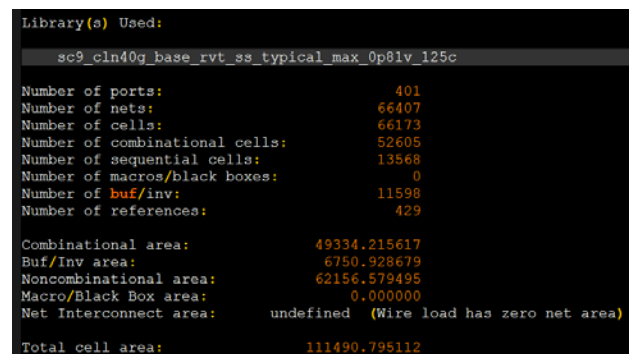 Library(s) Used:
sc9_cln40g_base_rvt_ss_typical_max_0p81v_125c
Number of ports: 401
Number of nets: 66407
Number of cells: 66173
Number of combinational cells: 52605
Number of sequential cells: 13568
Number of macros/black boxes: 0
Number of buf/inv: 11598
Number of references: 429
Combinational area: 49334.215617
Buf/Inv area: 6750.928679
Noncombinational area: 62156.579495
Macro/Black Box area: 0.000000
Net Interconnect area: undefined (Wire load has zero net area)
Total cell area: 111490.795112